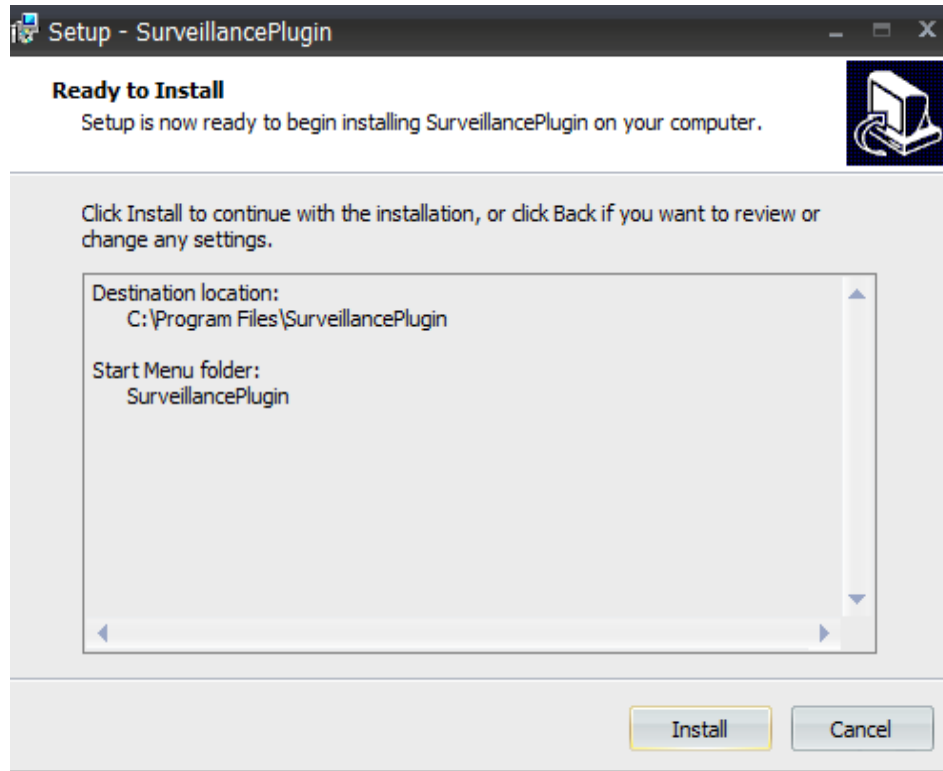 Setup - SurveillancePlugin
Ready to Install
Setup is now ready to begin installing SurveillancePlugin on your computer.
Click Install to continue with the installation, or click Back if you want to review or
change any settings.
Destination location:
C:\Program Files\SurveillancePlugin
Start Menu folder:
SurveillancePlugin
Install
Cancel